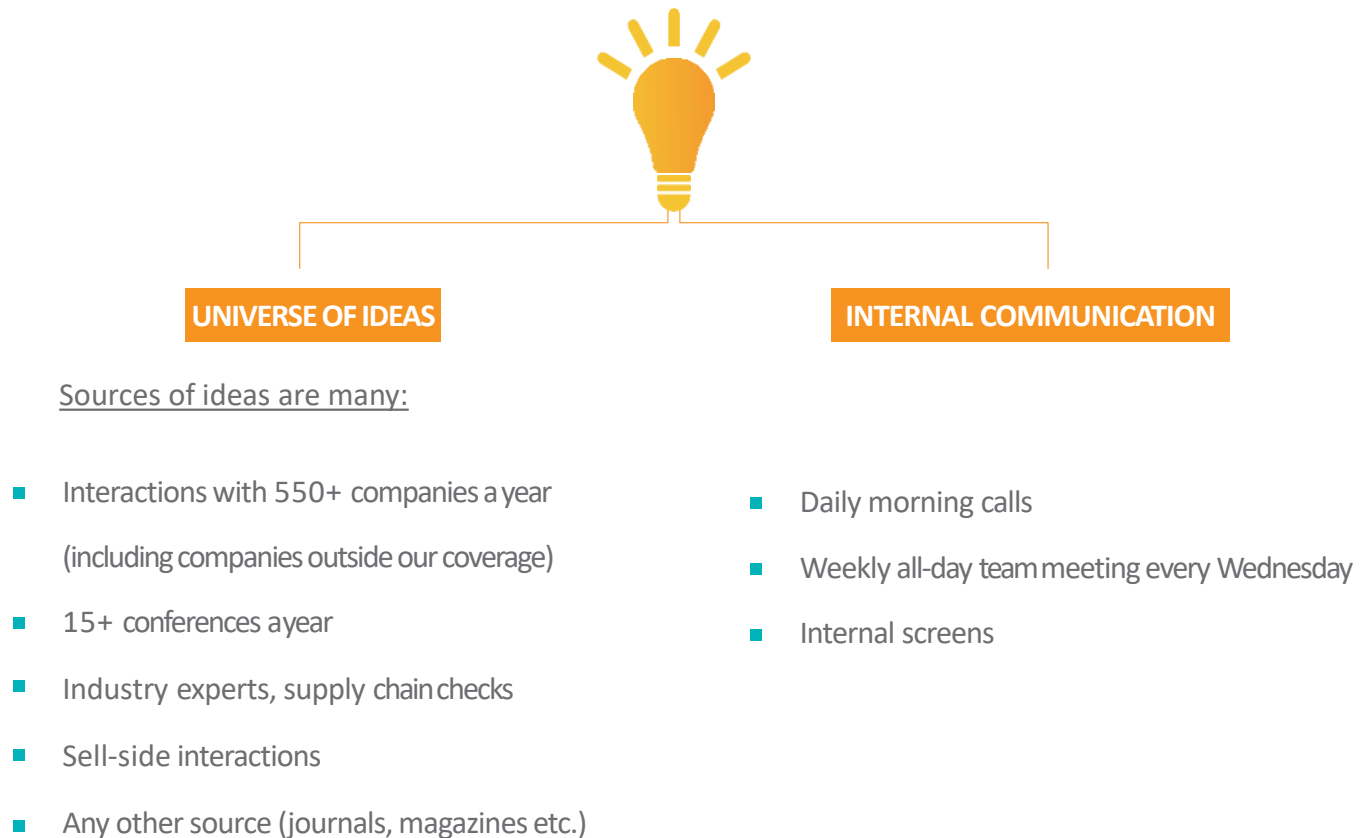 UNIVERSE OF IDEAS
Sources of ideas are many:
Interactions with 550+ companies a year
(including companies outside our coverage)
15+ conferences ayear
Industry experts, supply chain checks
Sell-side interactions
Any other source (journals, magazines etc.)
INTERNAL COMMUNICATION
Daily morning calls
Weekly all-day team meeting every Wednesday
Internal screens